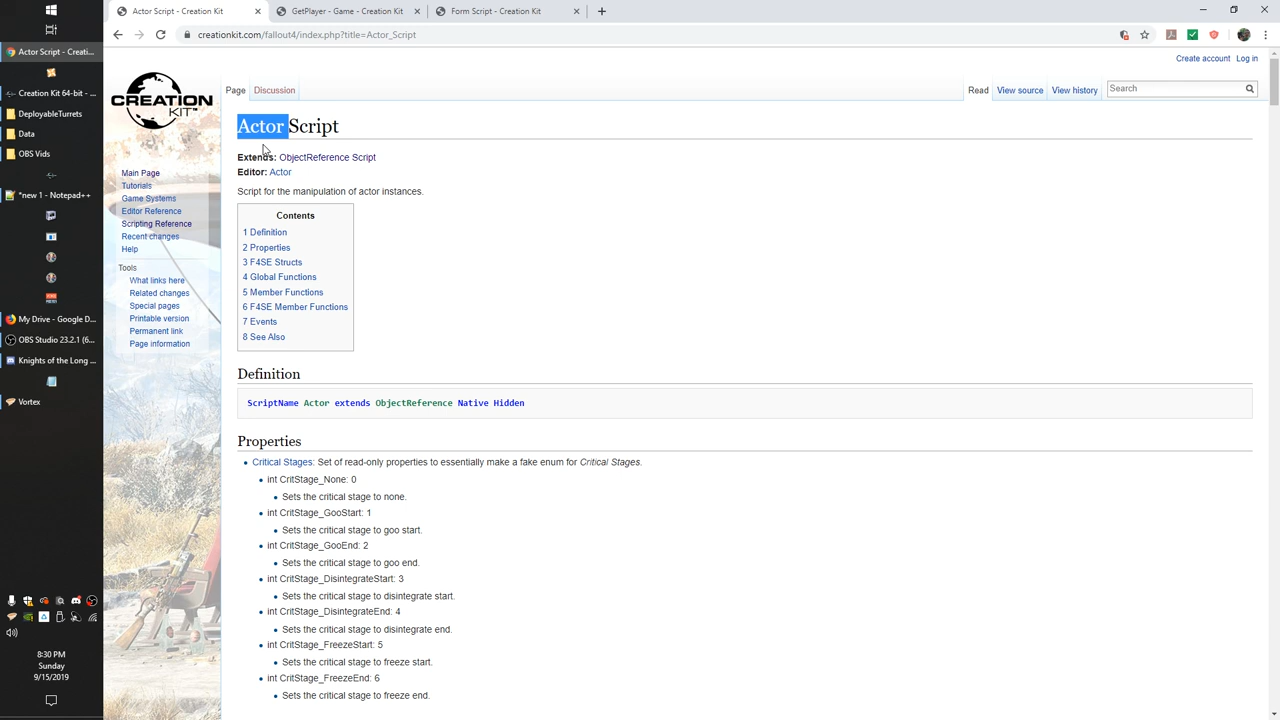 Actor Script - Creation Kit
GetPlayer - Game - Creation Kit
Form Script - Creation Kit
creationkit.com/fallout4/index.php?title=Actor_Script
Actor Script - Creati...
Creation Kit 64-bit - ...
DeployableTurrets
Data
OBS Vids
*new 1 - Notepad++
My Drive - Google D...
OBS Studio 23.2.1 (6...
Knights of the Long ...
Vortex
8:30 PM
Sunday
9/15/2019
CREATION
KIT™
Main Page
Tutorials
Game Systems
Editor Reference
Scripting Reference
Recent changes
Help
Tools
What links here
Related changes
Special pages
Printable version
Permanent link
Page information
Create account Log in
Page Discussion
Read View source View history Search
Actor Script
Extends: ObjectReference Script
Editor: Actor
Script for the manipulation of actor instances.
Contents
1 Definition
2 Properties
3 F4SE Structs
4 Global Functions
5 Member Functions
6 F4SE Member Functions
7 Events
8 See Also
Definition
ScriptName Actor extends ObjectReference Native Hidden
Properties
Critical Stages: Set of read-only properties to essentially make a fake enum for Critical Stages.
int CritStage_None: 0
Sets the critical stage to none.
int CritStage_GooStart: 1
Sets the critical stage to goo start.
int CritStage_GooEnd: 2
Sets the critical stage to goo end.
int CritStage_DisintegrateStart: 3
Sets the critical stage to disintegrate start.
int CritStage_DisintegrateEnd: 4
Sets the critical stage to disintegrate end.
int CritStage_FreezeStart: 5
Sets the critical stage to freeze start.
int CritStage_FreezeEnd: 6
Sets the critical stage to freeze end.